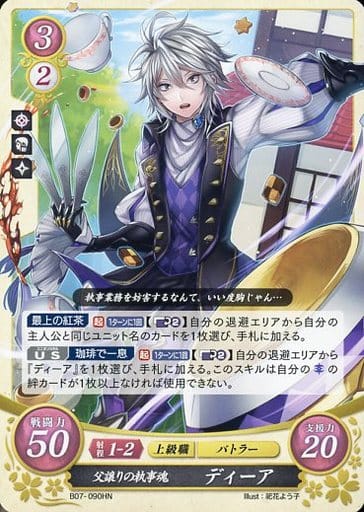 3
2
執事業務を妨害するなんて、いい度胸じゃん…
最上の紅茶 起 1ターンに1回 【2】自分の退避エリアから自分の
主人公と同じユニット名のカードを1枚選び、手札に加える。
US 珈琲で一息 起 1ターンに1回 【2】自分の退避エリアから
『ディーア』を1枚選び、手札に加える。このスキルは自分の
絆カードが1枚以上なければ使用できない。
戦闘力
50
射程 1-2 上級職 バトラー
支援力
20
父譲りの執事魂 ディーア
B07-090HN
Illust：祀花よう子